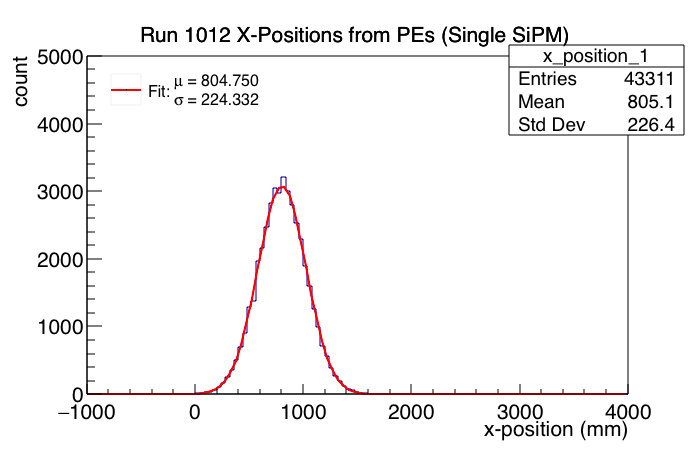 Run 1012 X-Positions from PEs (Single SiPM)
x_position_1
Entries 43311
Mean 805.1
Std Dev 226.4
Fit: μ = 804.750
σ = 224.332
count
5000
4000
3000
2000
1000
0
−1000 0 1000 2000 3000 4000
x-position (mm)